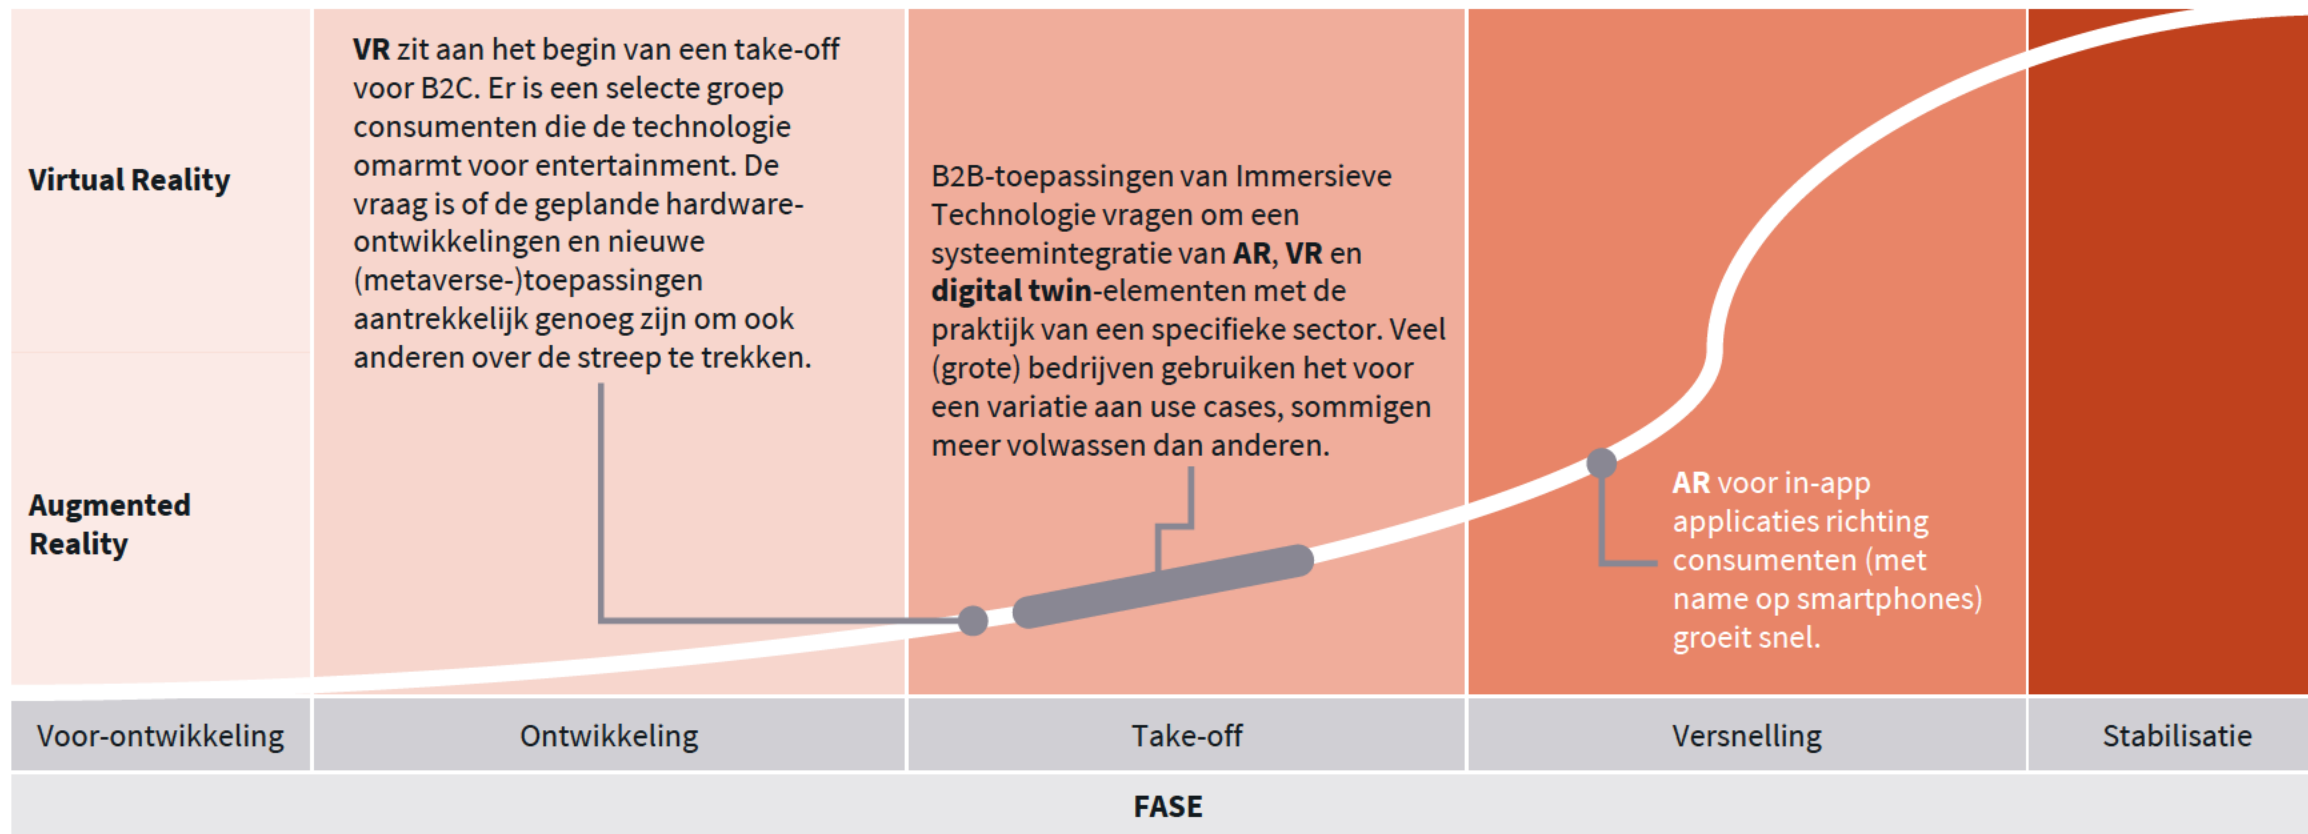 Virtual Reality
Augmented
Reality
VR zit aan het begin van een take-off
voor B2C. Er is een selecte groep
consumenten die de technologie
omarmt voor entertainment. De
vraag is of de geplande hardware-
ontwikkelingen en nieuwe
(metaverse-)toepassingen
aantrekkelijk genoeg zijn om ook
anderen over de streep te trekken.
B2B-toepassingen van Immersieve
Technologie vragen om een
systeemintegratie van AR, VR en
digital twin-elementen met de
praktijk van een specifieke sector. Veel
(grote) bedrijven gebruiken het voor
een variatie aan use cases, sommigen
meer volwassen dan anderen.
AR voor in-app
applicaties richting
consumenten (met
name op smartphones)
groeit snel.
Voor-ontwikkeling
Ontwikkeling
Take-off
Versnelling
Stabilisatie
FASE